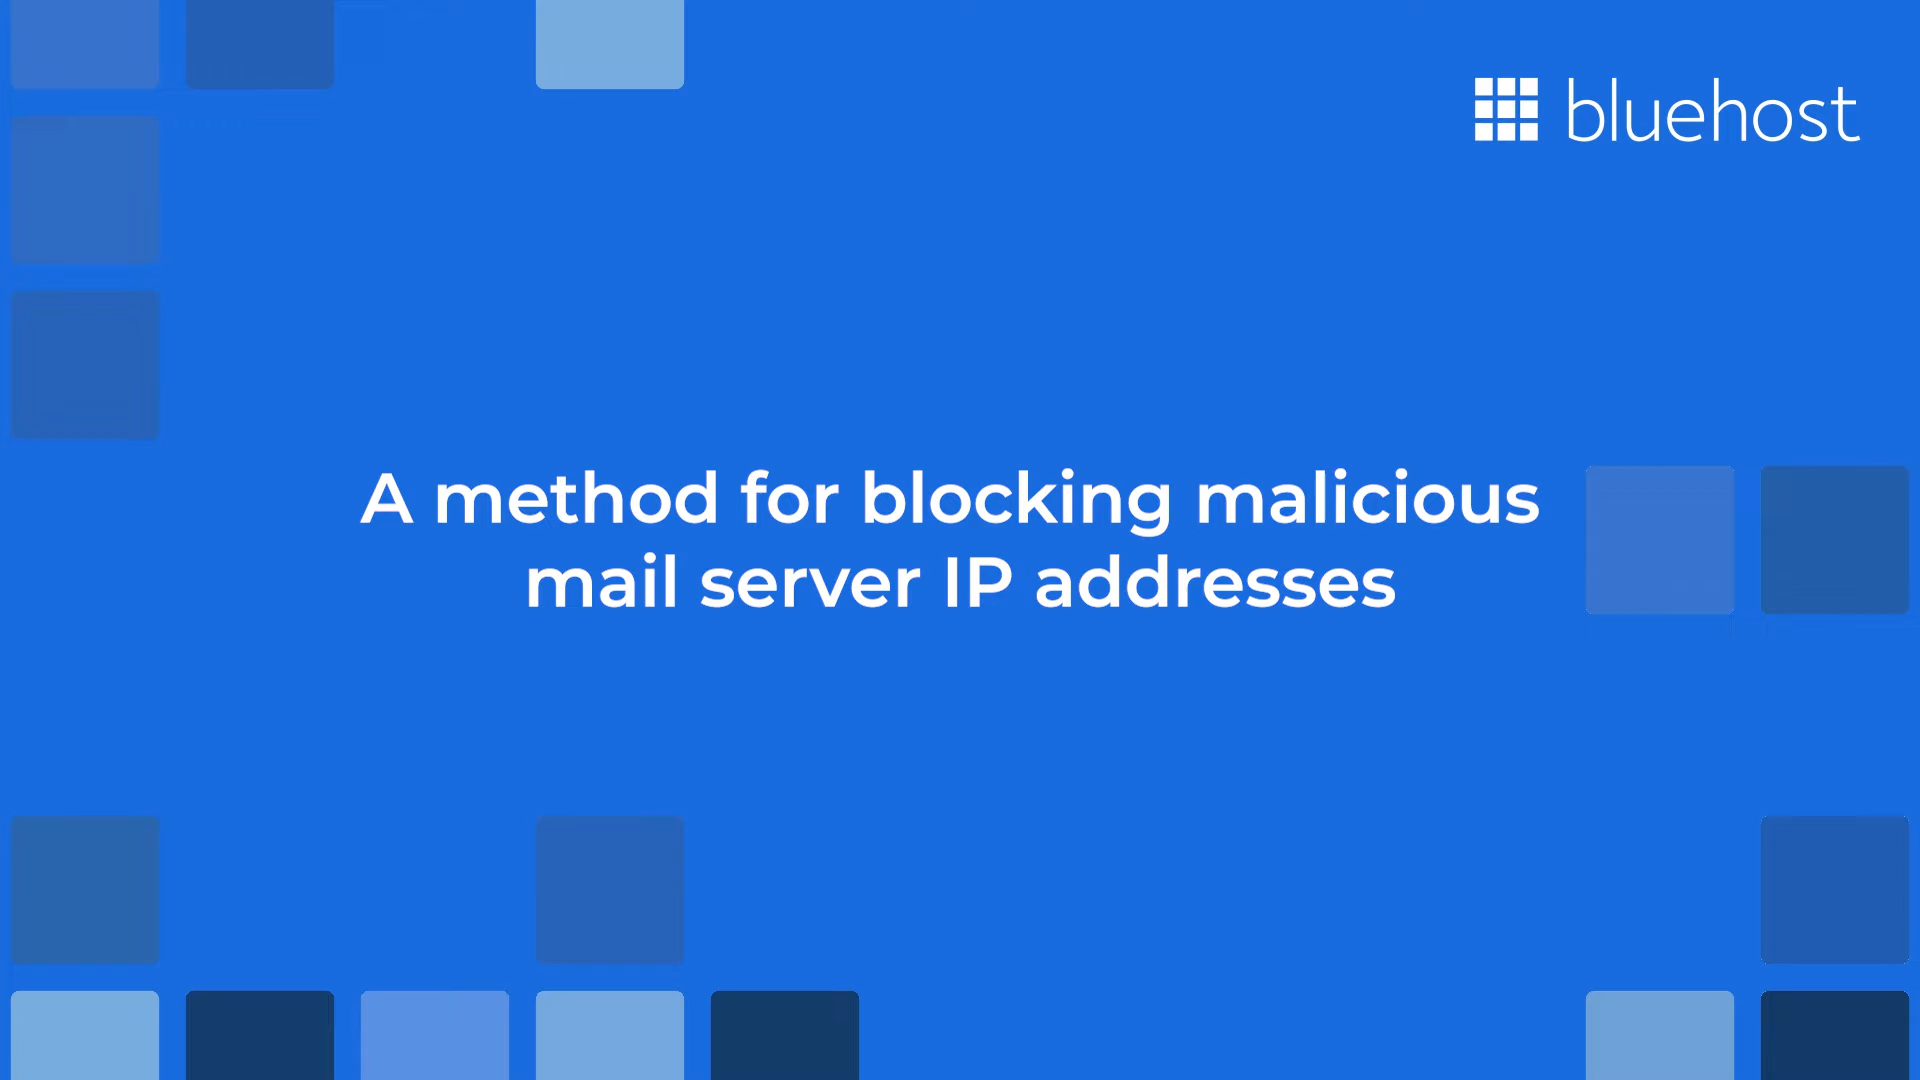 bluehost
A method for blocking malicious
mail server IP addresses